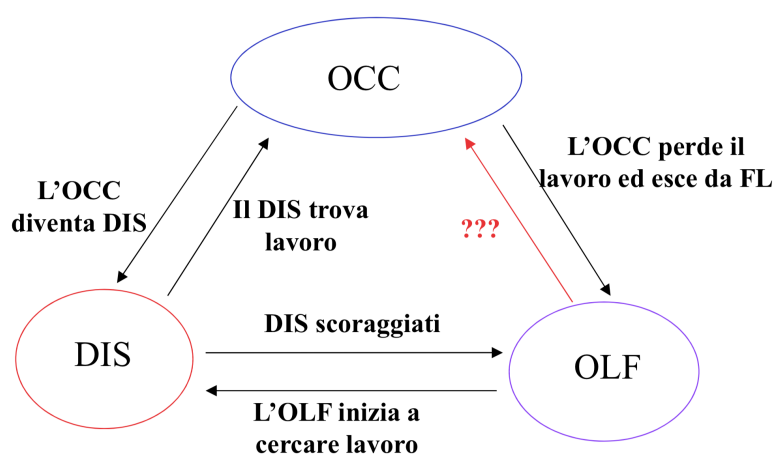 OCC
L'OCC perde il
lavoro ed esce da FL
L'OCC
diventa DIS
Il DIS trova
lavoro
???
DIS scoraggiati
DIS
OLF
L'OLF inizia a
cercare lavoro